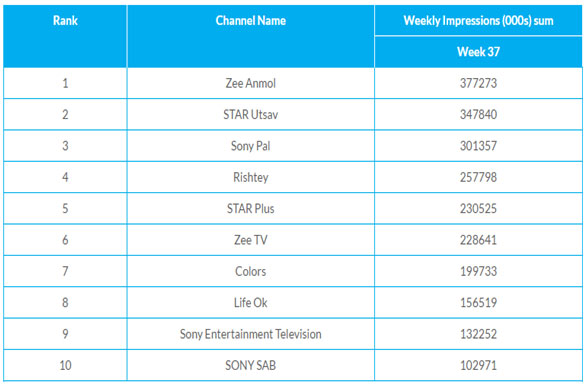 Rank Channel Name Weekly Impressions (000s) sum
Week 37
1 Zee Anmol 377273
2 STAR Utsav 347840
3 Sony Pal 301357
4 Rishtey 257798
5 STAR Plus 230525
6 Zee TV 228641
7 Colors 199733
8 Life Ok 156519
9 Sony Entertainment Television 132252
10 SONY SAB 102971